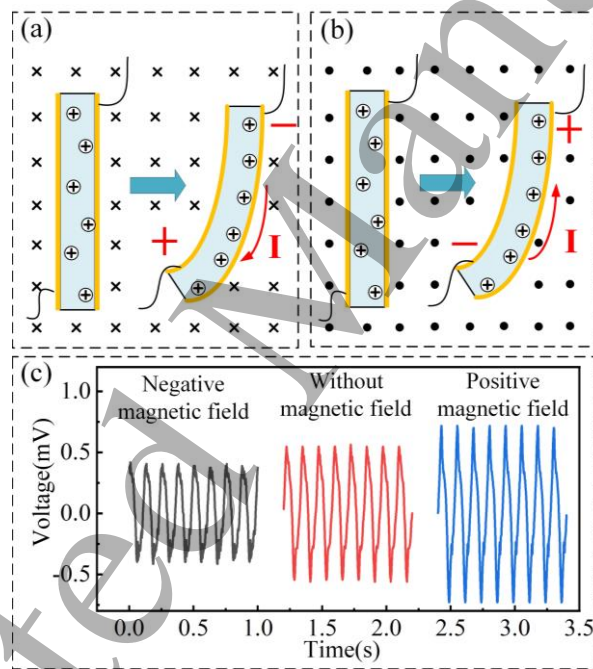 (a)
(b)
−
+
+
−
I
I
(c)
Negative
magnetic field
Without
magnetic field
Positive
magnetic field
Voltage(mV)
1.0
0.5
0.0
-0.5
0.0 0.5 1.0 1.5 2.0 2.5 3.0 3.5
Time(s)